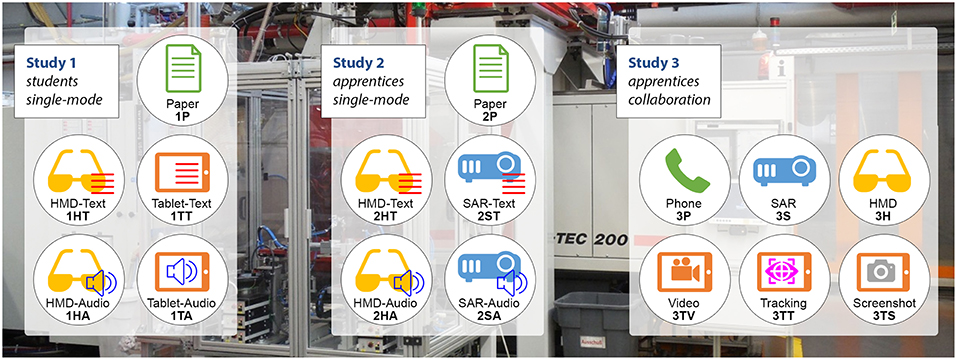 Study 1
students
single-mode
Paper
1P
HMD-Text
1HT
Tablet-Text
1TT
HMD-Audio
1HA
Tablet-Audio
1TA
Study 2
apprentices
single-mode
Paper
2P
HMD-Text
2HT
SAR-Text
2ST
HMD-Audio
2HA
SAR-Audio
2SA
Study 3
apprentices
collaboration
Phone
3P
SAR
3S
HMD
3H
Video
3TV
Tracking
3TT
Screenshot
3TS
TEC 200